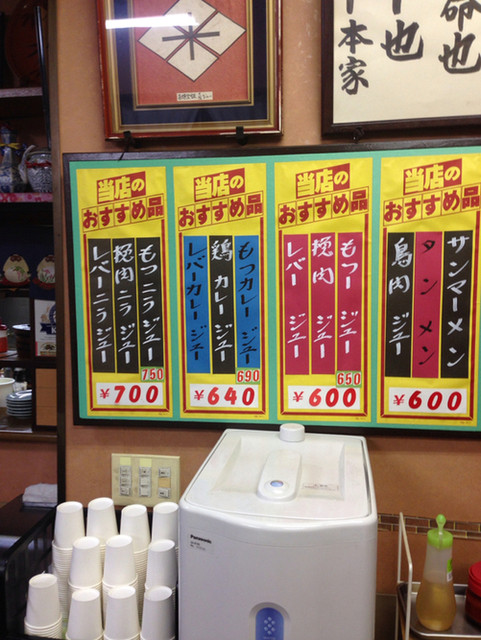 本家
也
也
当店の
おすすめ品
もつニラジュー
挽肉ニラジュー
レバーニラジュー
750
¥700
当店の
おすすめ品
もつカレージュー
鶏カレージュー
レバーカレージュー
690
¥640
当店の
おすすめ品
もつージュー
挽肉ジュー
レバージュー
650
¥600
当店の
おすすめ品
サンマーメン
タンメン
鳥肉ジュー
¥600
Panasonic